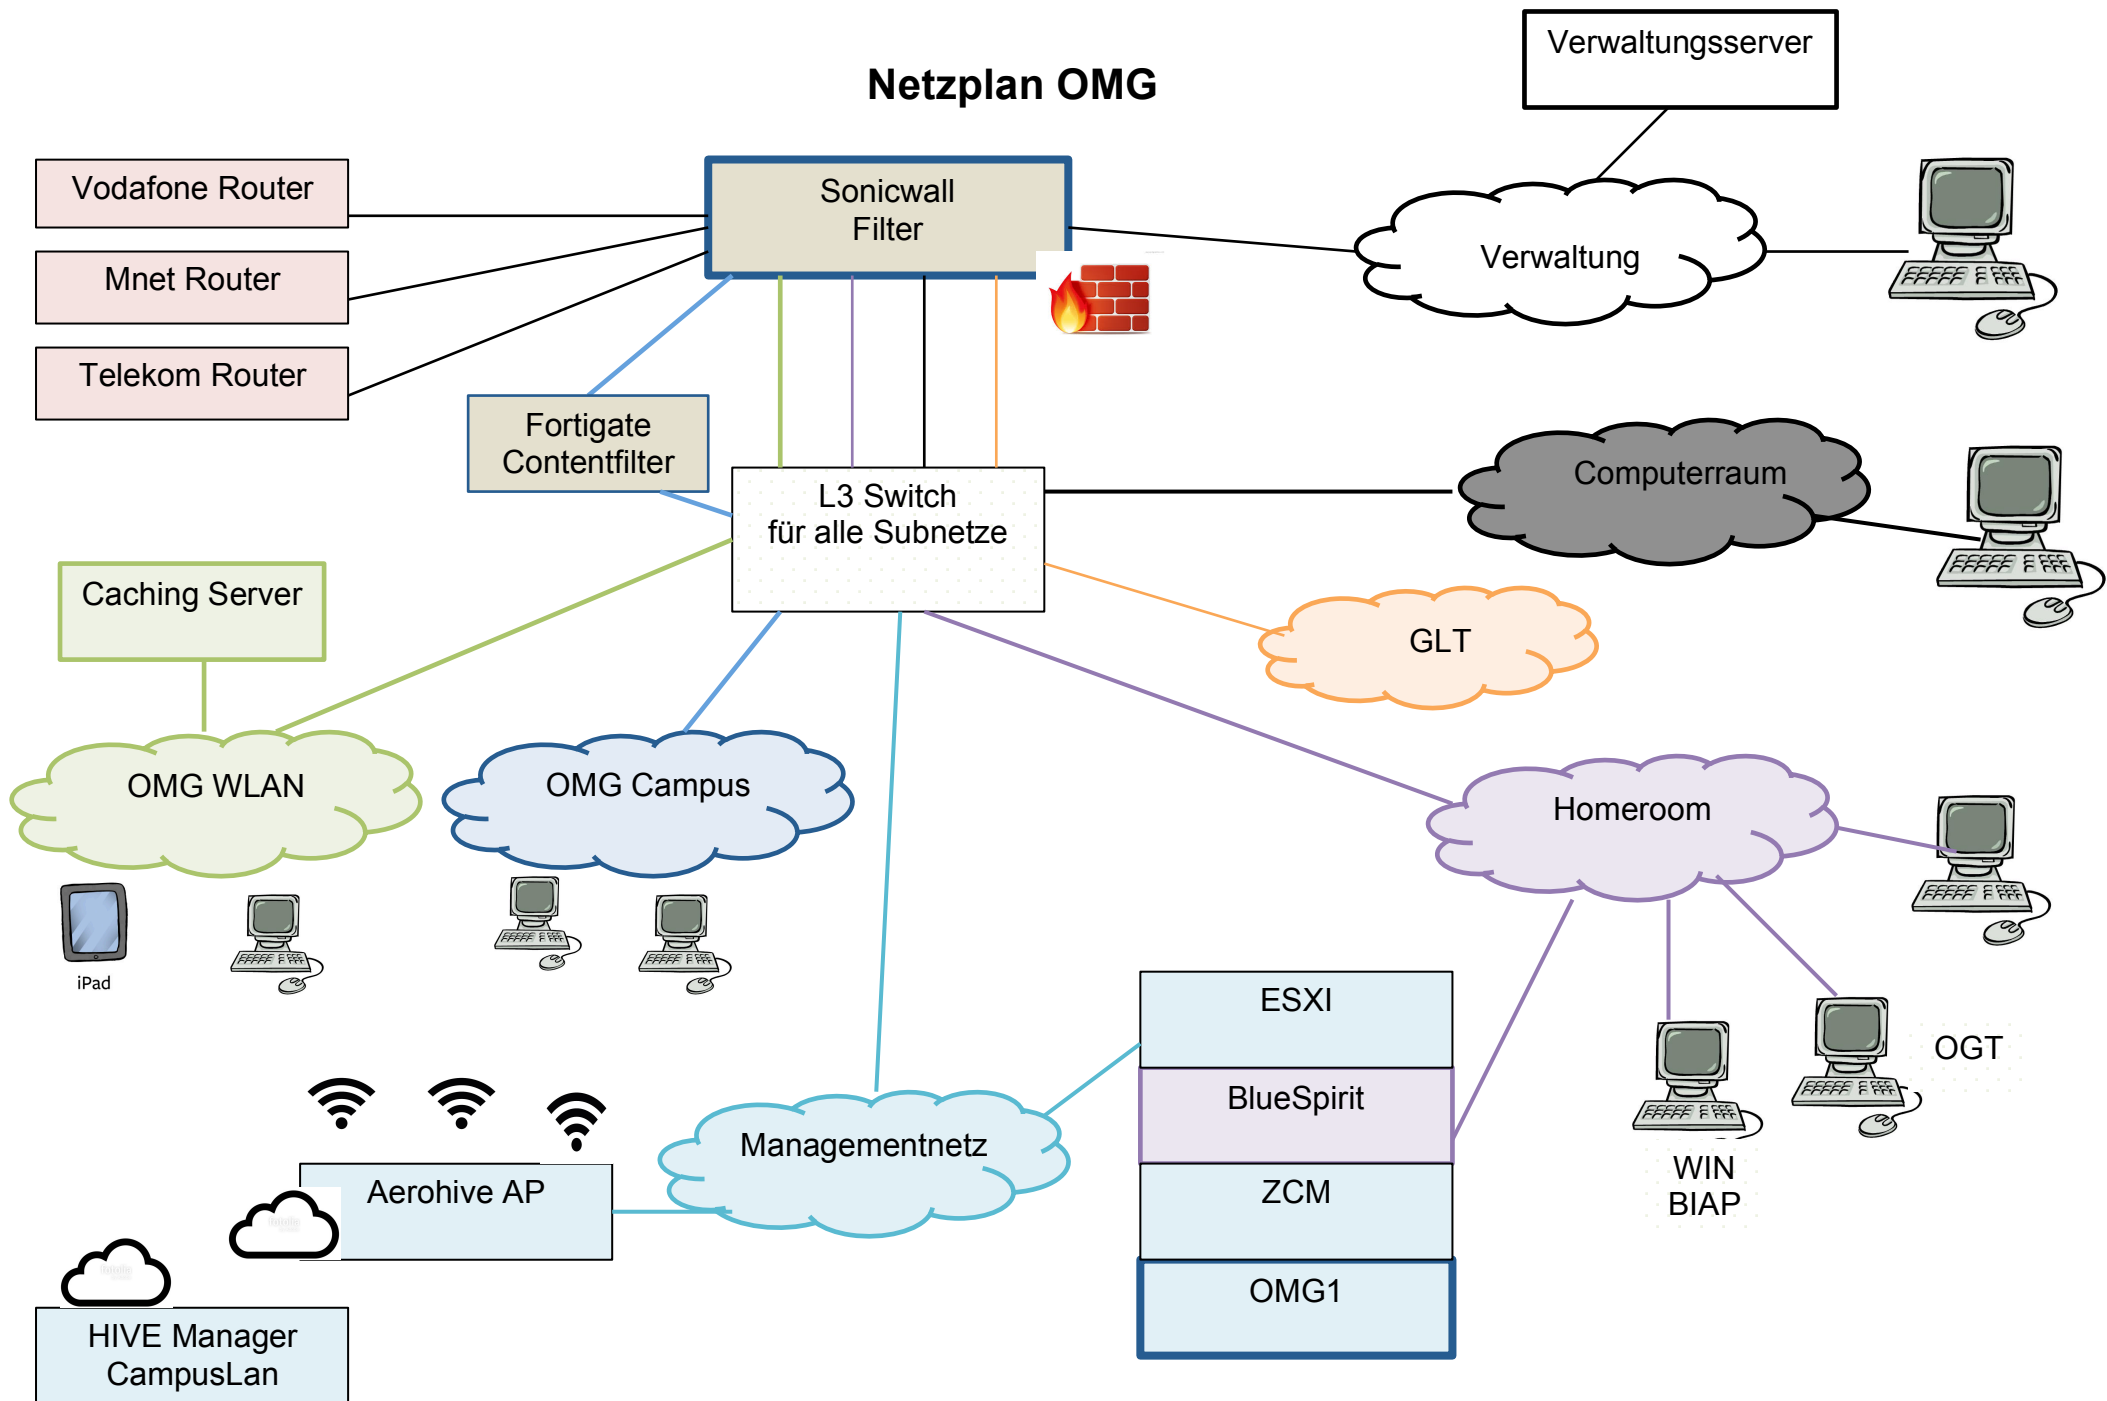 Netzplan OMG
Verwaltungsserver
Vodafone Router
Mnet Router
Telekom Router
Sonicwall
Filter
Verwaltung
Fortigate
Contentfilter
L3 Switch
für alle Subnetze
Computerraum
Caching Server
GLT
OMG WLAN
OMG Campus
Homeroom
iPad
ESXI
BlueSpirit
ZCM
OMG1
OGT
WIN
BIAP
Managementnetz
Aerohive AP
HIVE Manager
CampusLan